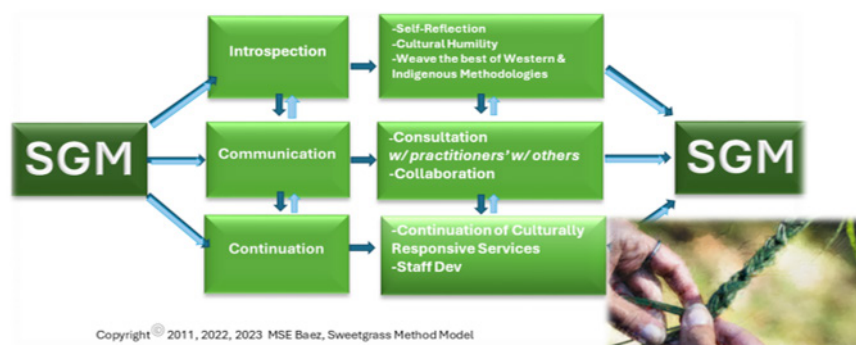 Introspection
-Self-Reflection
-Cultural Humility
-Weave the best of Western &
Indigenous Methodologies
SGM
Communication
-Consultation
w/practitioners' w/ others
-Collaboration
SGM
Continuation
-Continuation of Culturally
Responsive Services
-Staff Dev
Copyright © 2011, 2022, 2023 MSE Baez, Sweetgrass Method Model